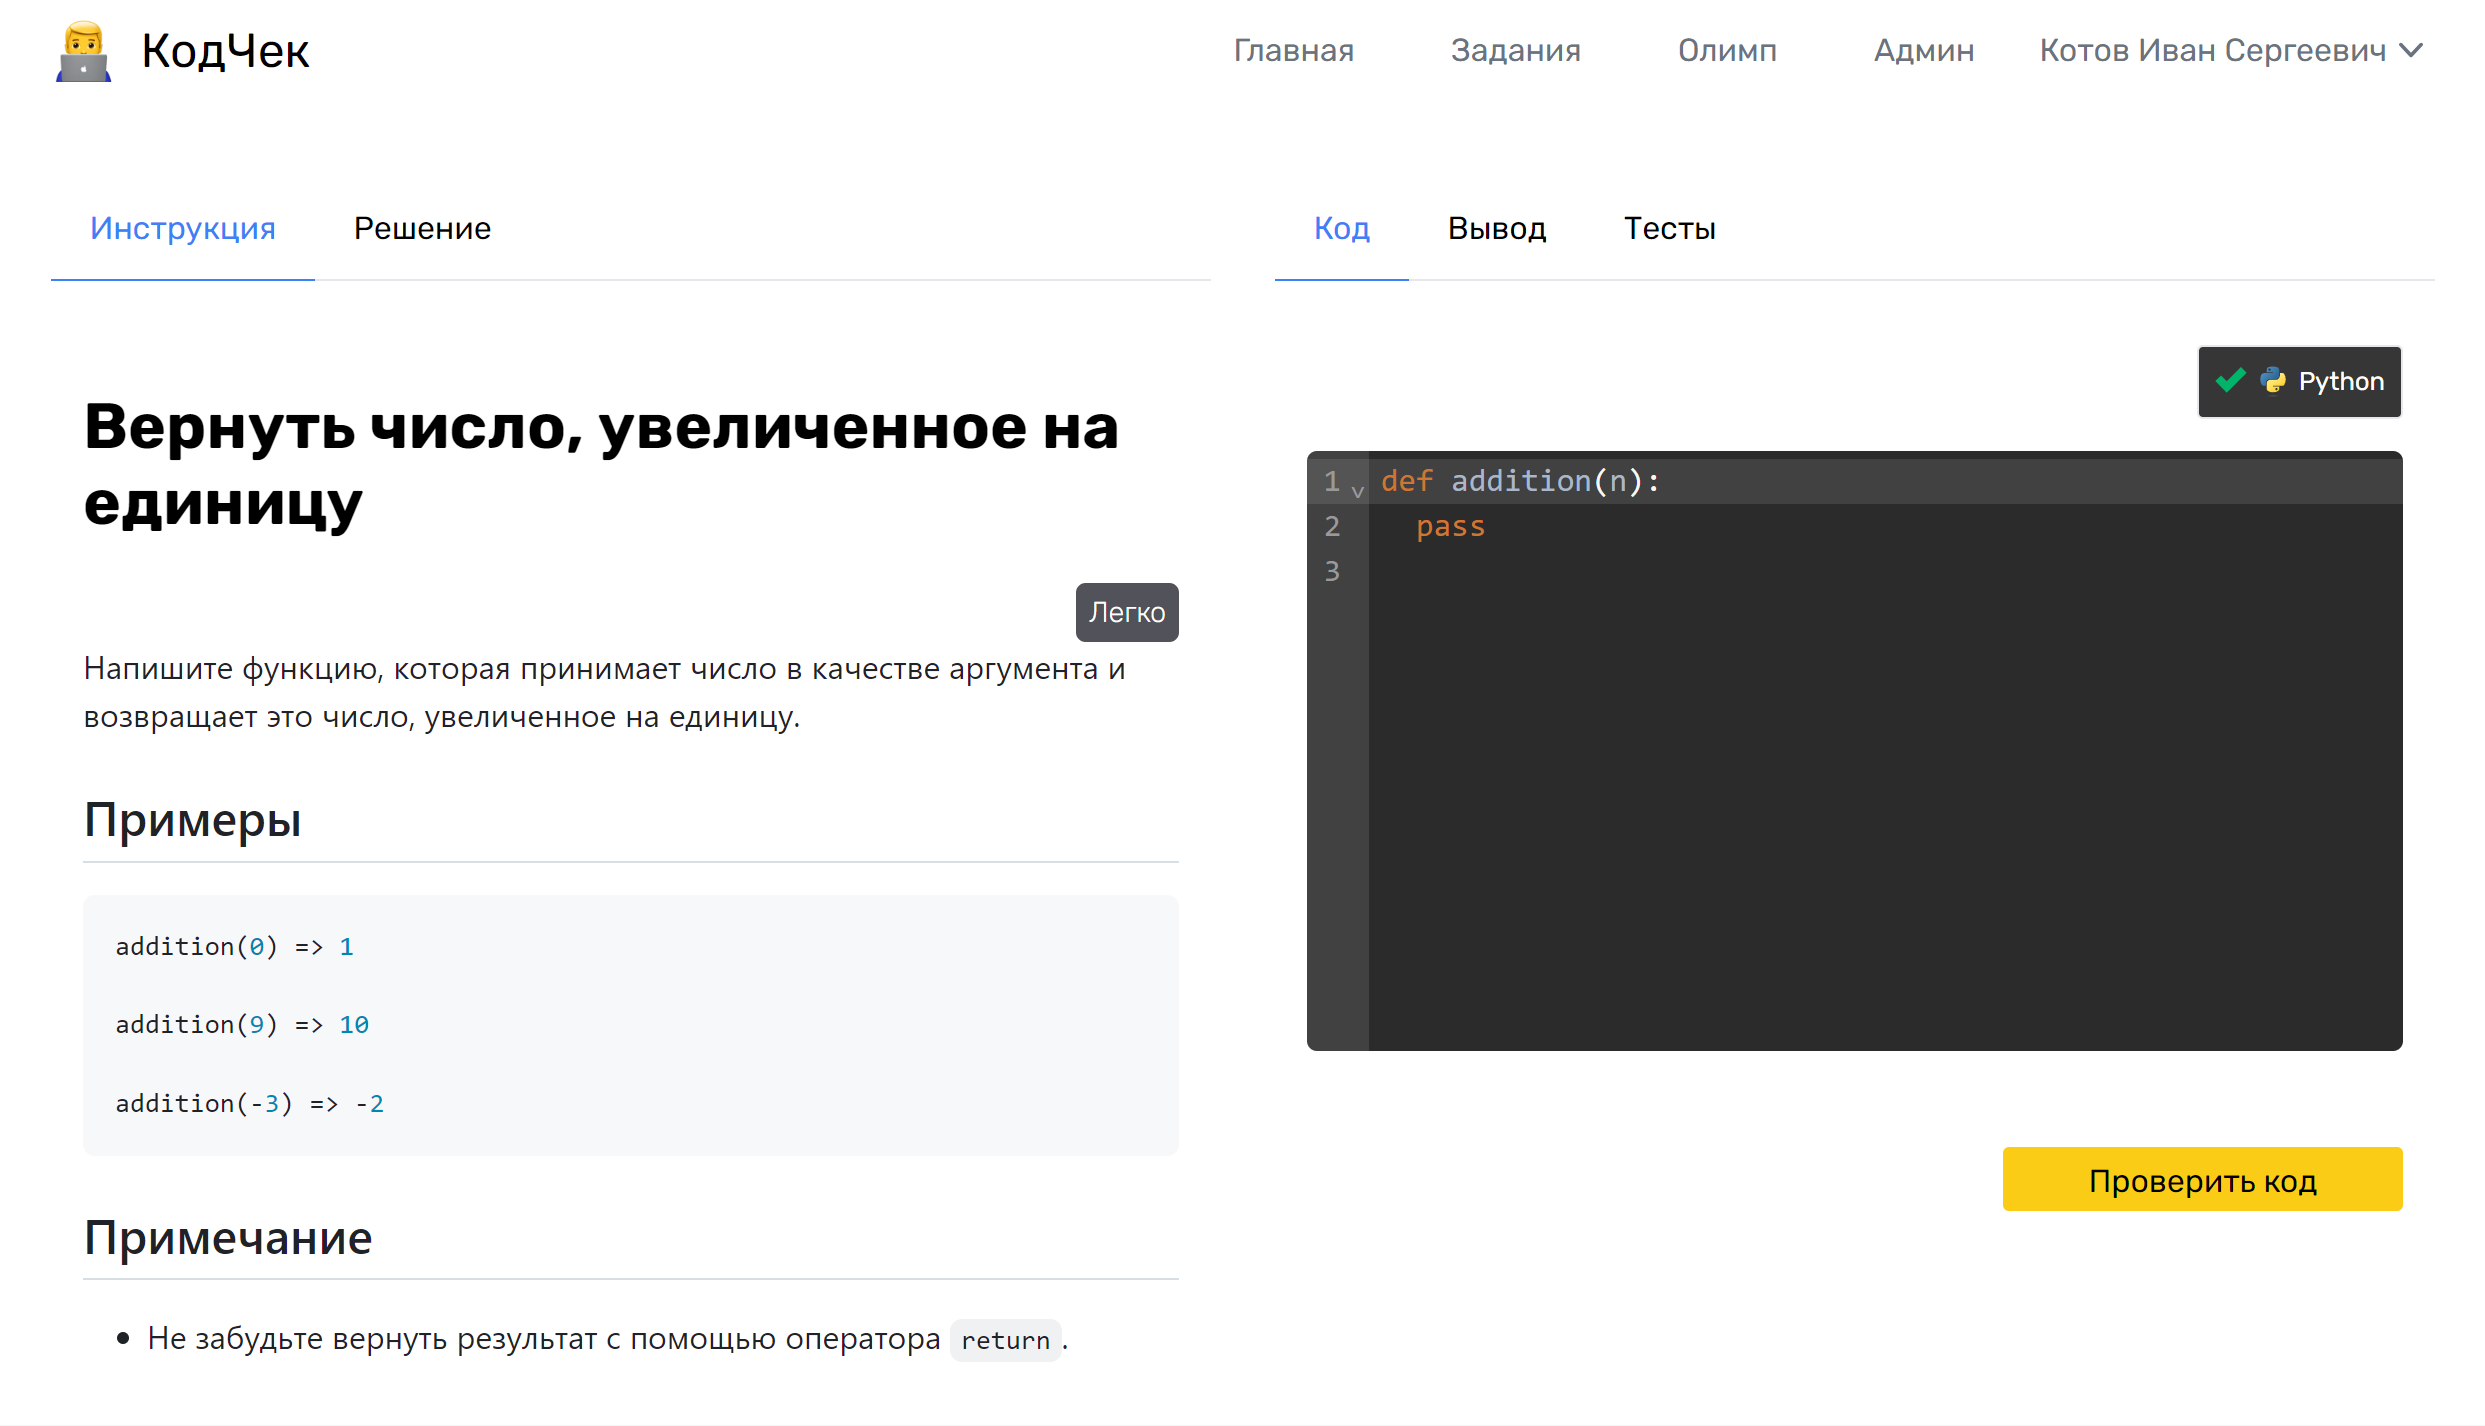 КодЧек
Главная
Задания
Олимп
Админ
Котов Иван Сергеевич
Инструкция
Решение
Вернуть число, увеличенное на
единицу
Легко
Напишите функцию, которая принимает число в качестве аргумента и
возвращает это число, увеличенное на единицу.
Примеры
addition(0) => 1
addition(9) => 10
addition(-3) => -2
Примечание
Не забудьте вернуть результат с помощью оператора return.
Код
Вывод
Тесты
Python
1 def addition(n):
2   pass
3
Проверить код